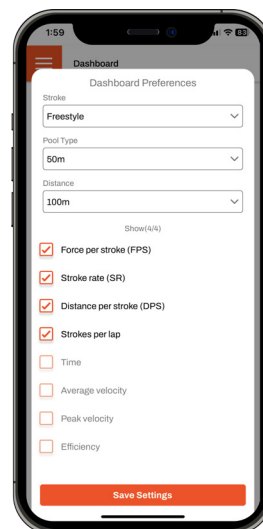 1:59
83
Dashboard
Dashboard Preferences
Stroke
Freestyle
Pool Type
50m
Distance
100m
Show(4/4)
Force per stroke (FPS)
Stroke rate (SR)
Distance per stroke (DPS)
Strokes per lap
Time
Average velocity
Peak velocity
Efficiency
Save Settings